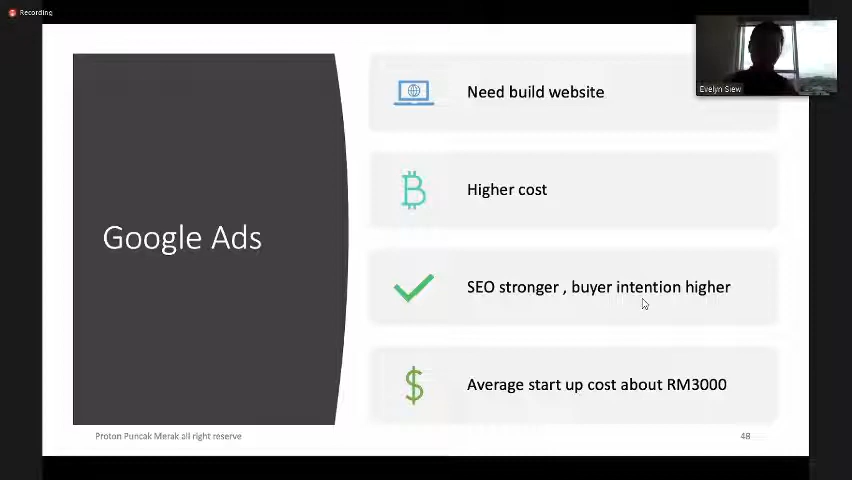 Recording
Evelyn Siew
Google Ads
Need build website
Higher cost
SEO stronger , buyer intention higher
Average start up cost about RM3000
Proton Puncak Merak all right reserve
48